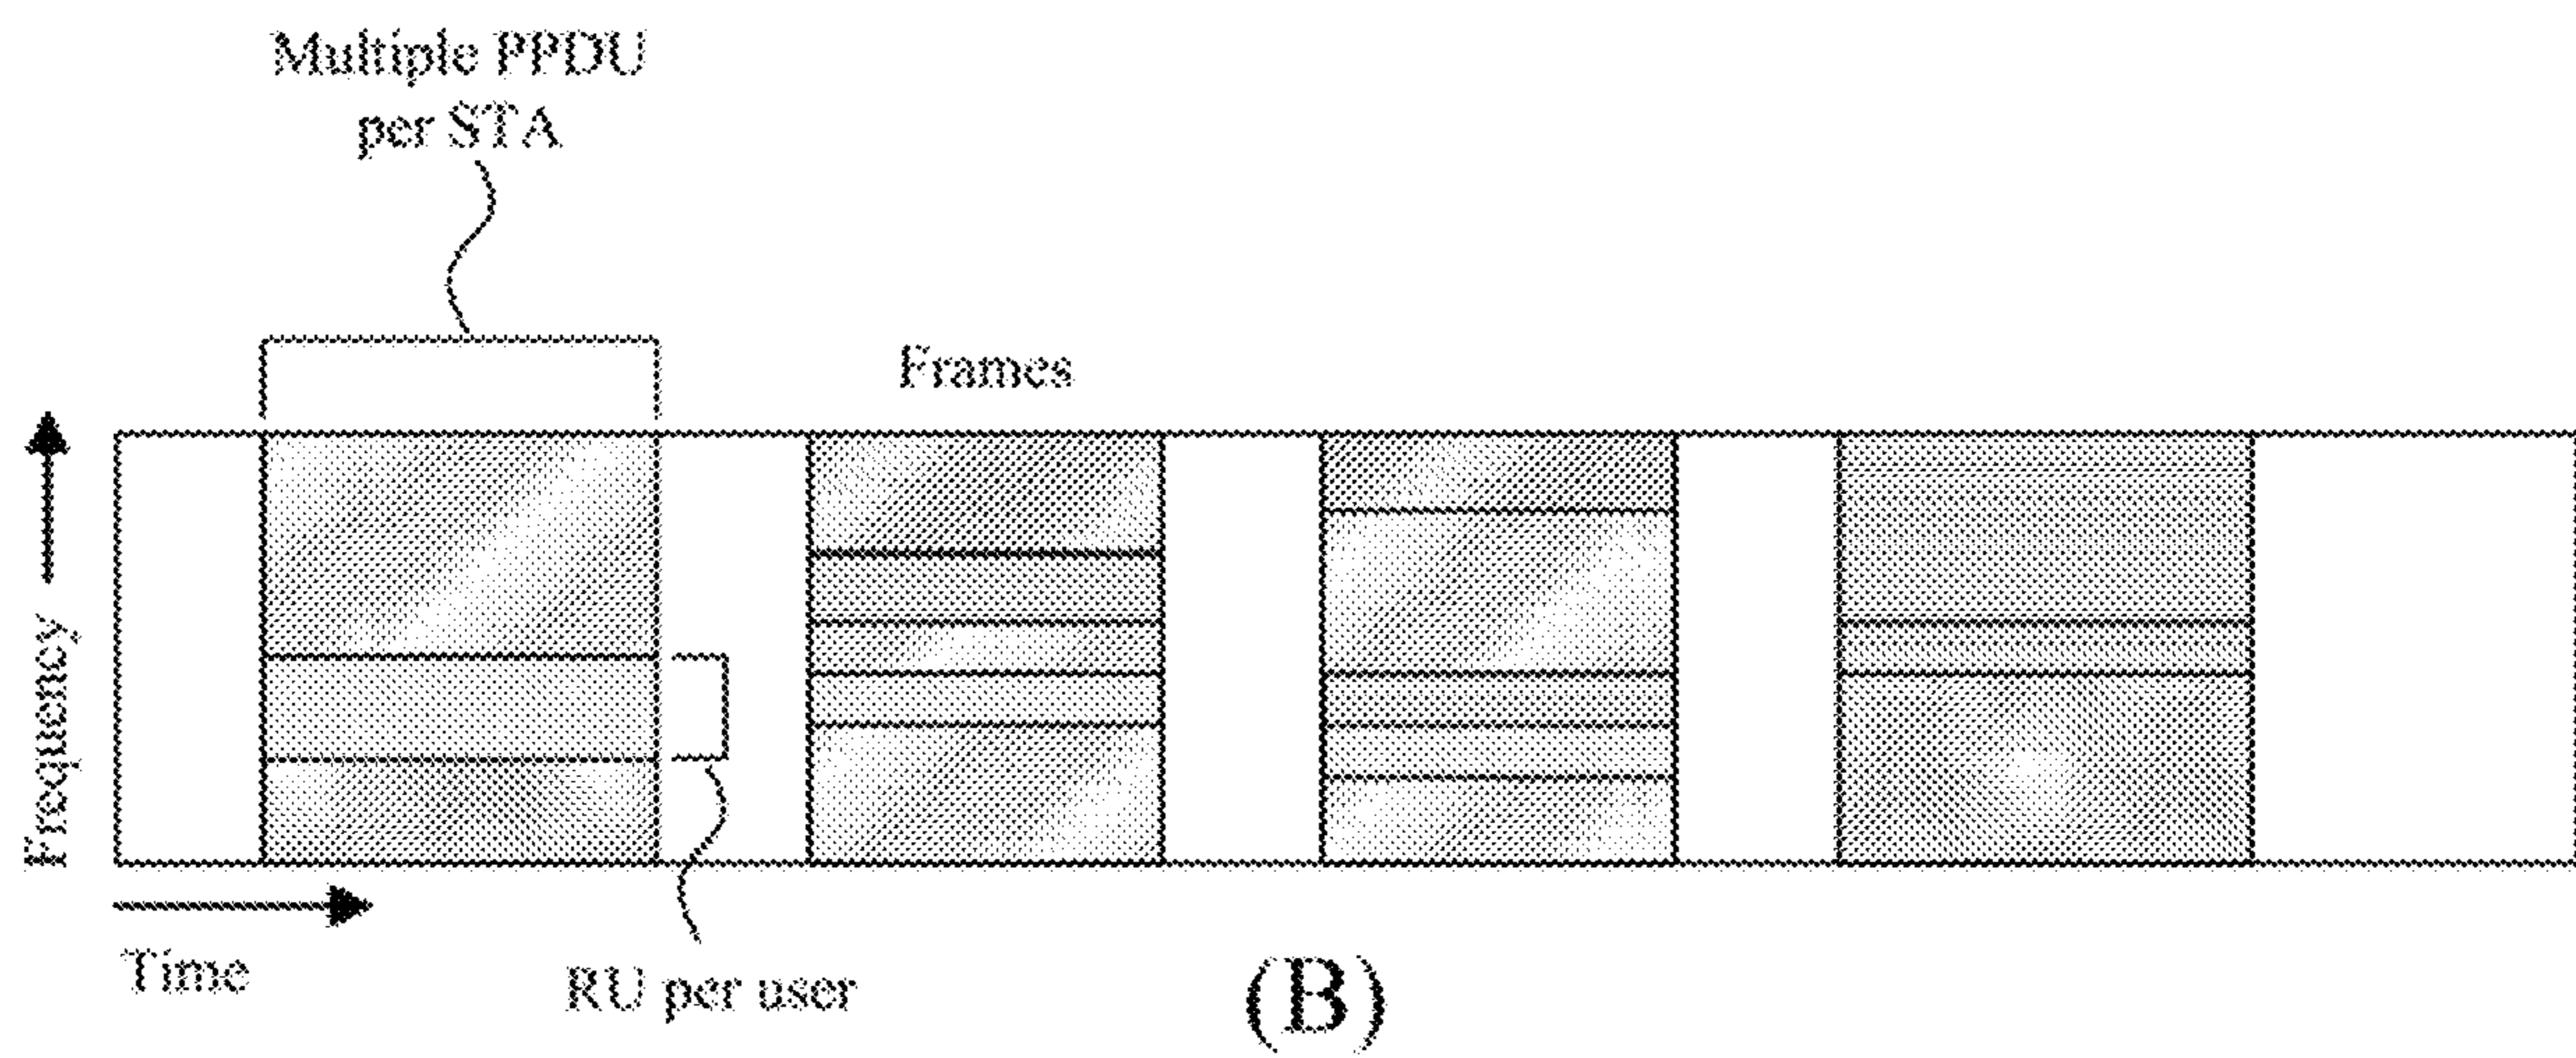 Multiple PPDU
per STA
Frames
Frequency
Time
RU per user
(B)